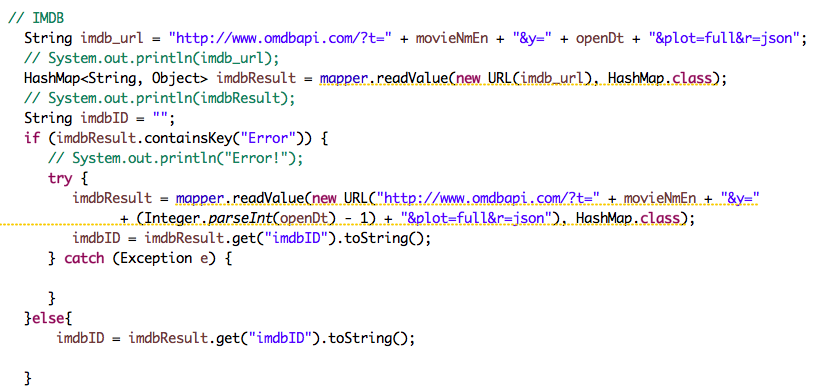 // IMDB
String imdb_url = "http://www.omdbapi.com/?t=" + movieNmEn + "&y=" + openDt + "&plot=full&r=json";
// System.out.println(imdb_url);
HashMap<String, Object> imdbResult = mapper.readValue(new URL(imdb_url), HashMap.class);
// System.out.println(imdbResult);
String imdbID = "";
if (imdbResult.containsKey("Error")) {
// System.out.println("Error!");
try {
imdbResult = mapper.readValue(new URL("http://www.omdbapi.com/?t=" + movieNmEn + "&y="
+ (Integer.parseInt(openDt) - 1) + "&plot=full&r=json"), HashMap.class);
imdbID = imdbResult.get("imdbID").toString();
} catch (Exception e) {
}
}else{
imdbID = imdbResult.get("imdbID").toString();
}